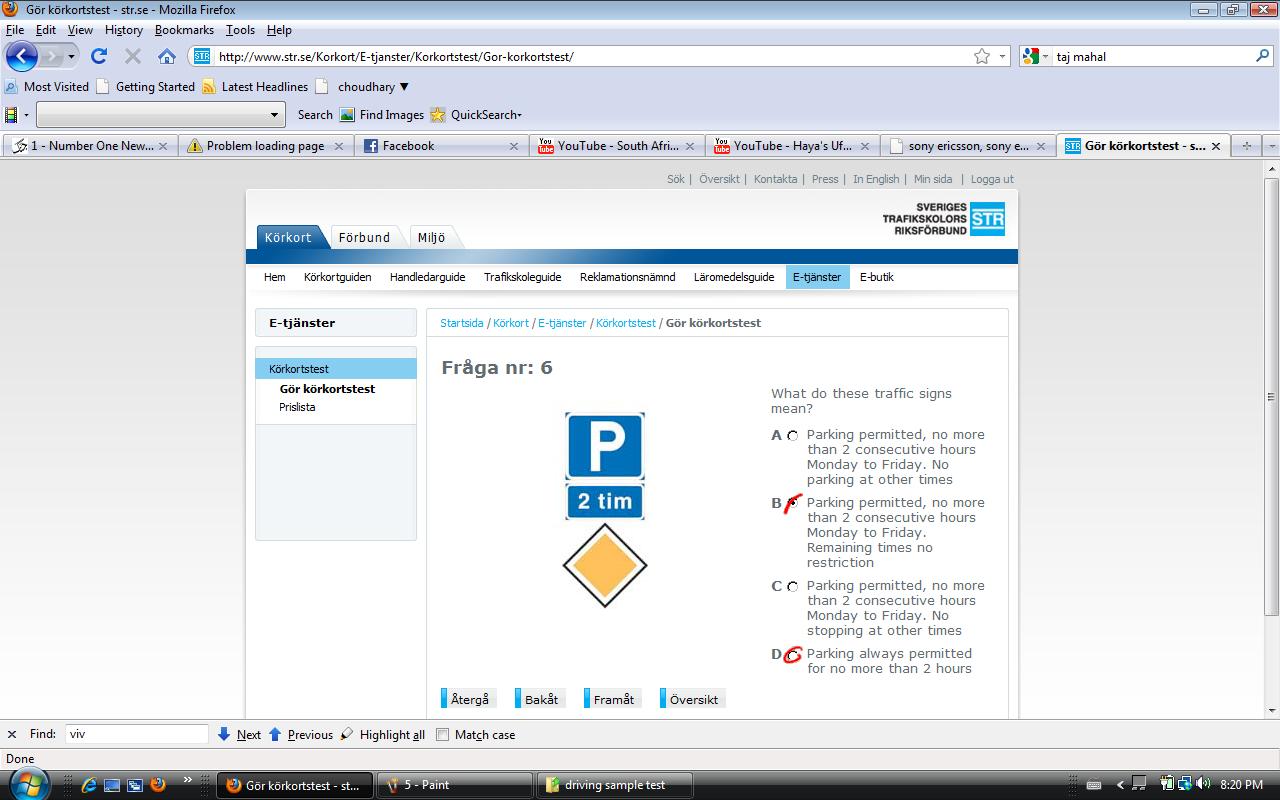 Gör körkortstest - str.se - Mozilla Firefox
File Edit View History Bookmarks Tools Help
STR http://www.str.se/Korkort/E-tjanster/Korkortstest/Gor-korkortstest/ taj mahal
Most Visited Getting Started Latest Headlines choudhary
Search Find Images QuickSearch
1 - Number One New... Problem loading page Facebook You Tube YouTube - South Afri... You Tube YouTube - Haya's Uf... sony ericsson, sony e... STR Gör körkortstest - s...
Sök | Översikt | Kontakta | Press | In English | Min sida | Logga ut
SVERIGES
TRAFIKSKOLORS STR
RIKSFÖRBUND
Körkort Förbund Miljö
Hem Körkortguiden Handledarguide Trafikskoleguide Reklamationsnämnd Läromedelsguide E-tjänster E-butik
E-tjänster
Körkortstest
Gör körkortstest
Prislista
Startsida / Körkort / E-tjänster / Körkortstest / Gör körkortstest
Fråga nr: 6
P
2 tim
What do these traffic signs
mean?
A Parking permitted, no more
than 2 consecutive hours
Monday to Friday. No
parking at other times
B Parking permitted, no more
than 2 consecutive hours
Monday to Friday.
Remaining times no
restriction
C Parking permitted, no more
than 2 consecutive hours
Monday to Friday. No
stopping at other times
D Parking always permitted
for no more than 2 hours
Återgå Bakåt Framåt Översikt
Find: viv Next Previous Highlight all Match case
Done
Gör körkortstest - st... 5 - Paint driving sample test 8:20 PM